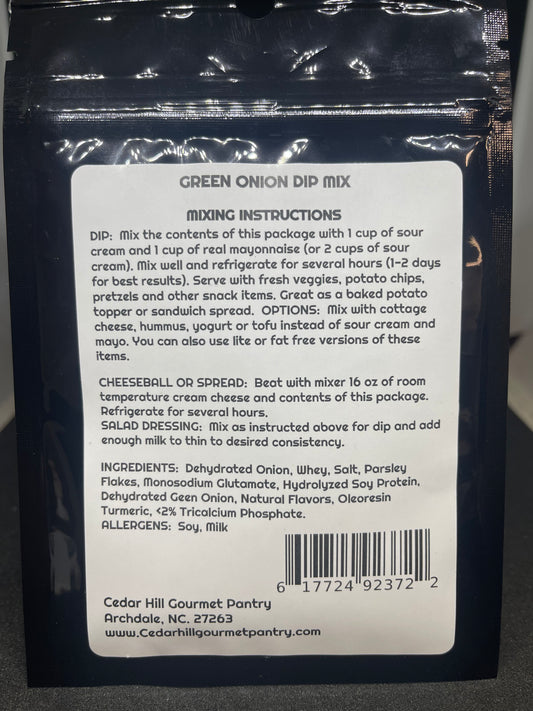 GREEN ONION DIP MIX
MIXING INSTRUCTIONS
DIP: Mix the contents of this package with 1 cup of sour
cream and 1 cup of real mayonnaise (or 2 cups of sour
cream). Mix well and refrigerate for several hours (1-2 days
for best results). Serve with fresh veggies, potato chips,
pretzels and other snack items. Great as a baked potato
topper or sandwich spread. OPTIONS: Mix with cottage
cheese, hummus, yogurt or tofu instead of sour cream and
mayo. You can also use lite or fat free versions of these
items.
CHEESEBALL OR SPREAD: Beat with mixer 16 oz of room
temperature cream cheese and contents of this package.
Refrigerate for several hours.
SALAD DRESSING: Mix as instructed above for dip and add
enough milk to thin to desired consistency.
INGREDIENTS: Dehydrated Onion, Whey, Salt, Parsley
Flakes, Monosodium Glutamate, Hydrolyzed Soy Protein,
Dehydrated Geen Onion, Natural Flavors, Oleoresin
Turmeric, <2% Tricalcium Phosphate.
ALLERGENS: Soy, Milk
6 17724 92372 2
Cedar Hill Gourmet Pantry
Archdale, NC. 27263
www.Cedarhillgourmetpantry.com